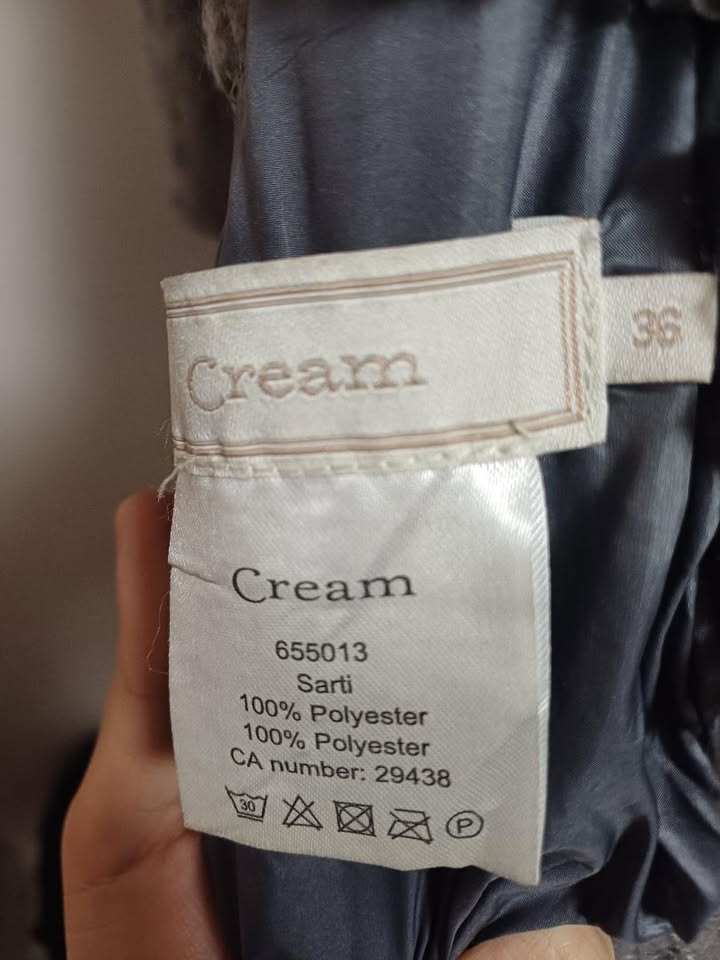 Cream
36
Cream
655013
Sarti
100% Polyester
100% Polyester
CA number: 29438
30
P